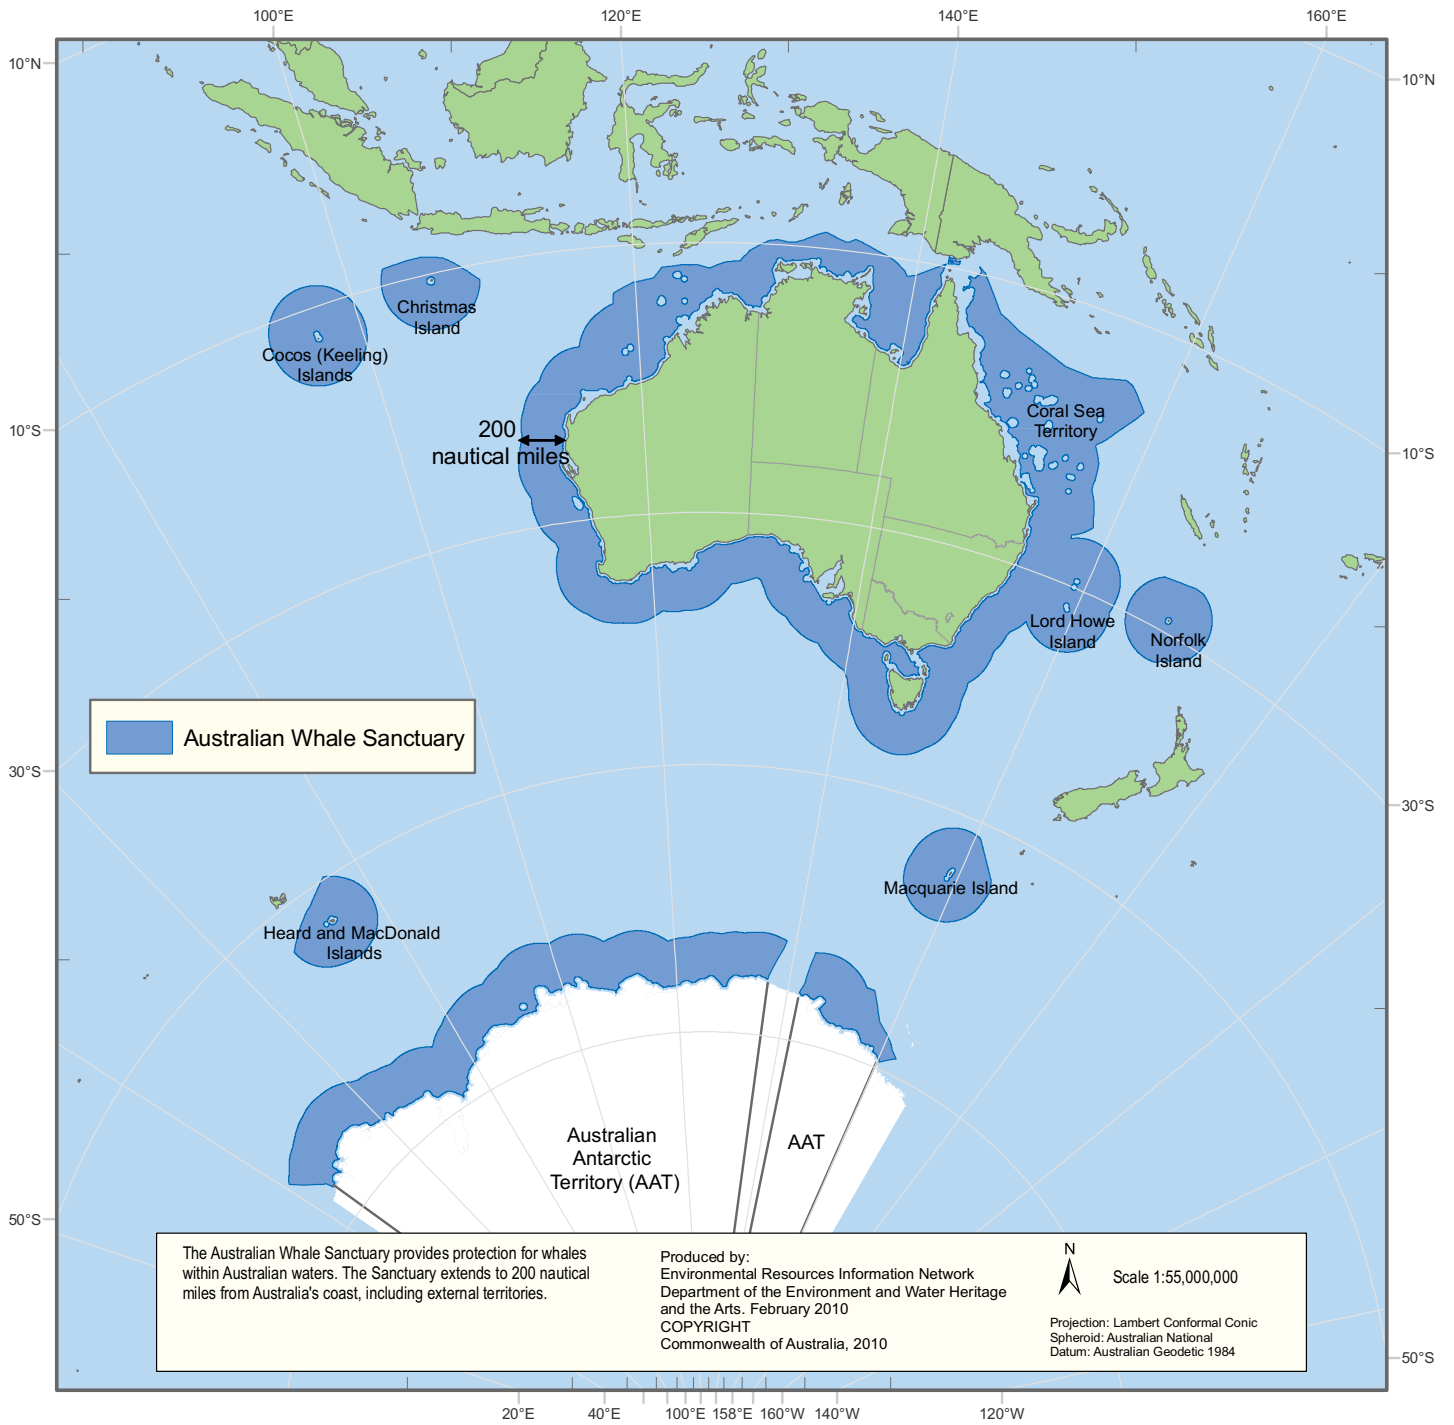 100°E
120°E
140°E
160°E
10°N
10°N
Christmas
Island
Cocos (Keeling)
Islands
Coral Sea
Territory
200
nautical miles
10°S
10°S
Lord Howe
Island
Norfolk
Island
Australian Whale Sanctuary
30°S
30°S
Macquarie Island
Heard and MacDonald
Islands
Australian
Antarctic
Territory (AAT)
AAT
50°S
The Australian Whale Sanctuary provides protection for whales
within Australian waters. The Sanctuary extends to 200 nautical
miles from Australia's coast, including external territories.
Produced by:
Environmental Resources Information Network
Department of the Environment and Water Heritage
and the Arts. February 2010
COPYRIGHT
Commonwealth of Australia, 2010
N
Scale 1:55,000,000
Projection: Lambert Conformal Conic
Spheroid: Australian National
Datum: Australian Geodetic 1984
50°S
20°E
40°E
100°E
158°E
160°W
140°W
120°W